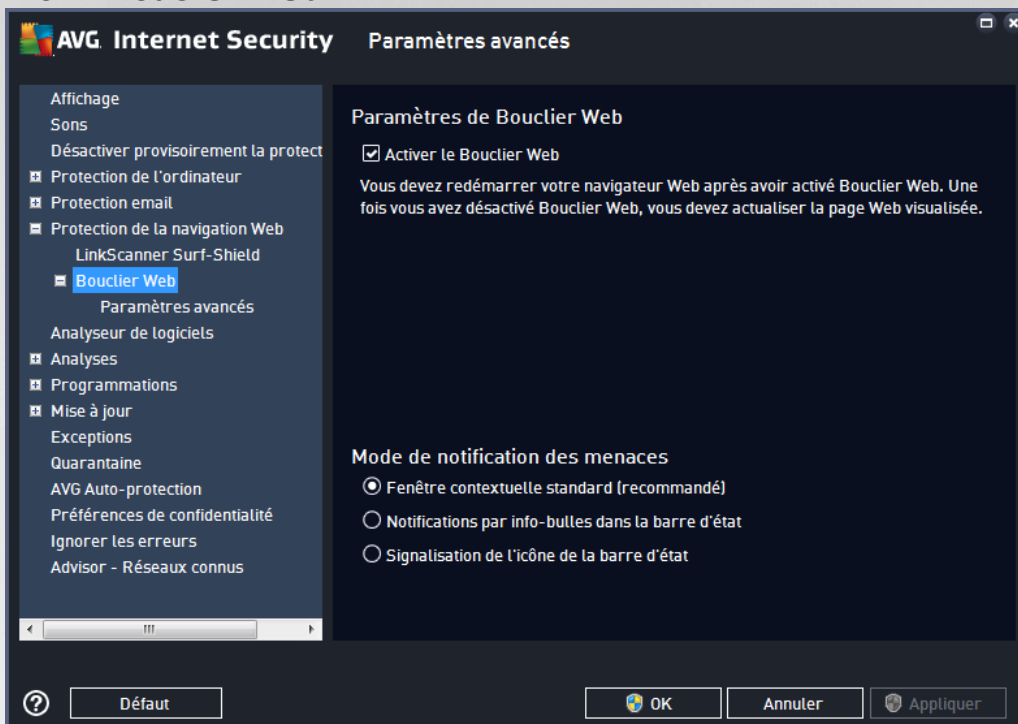 AVG. Internet Security Paramètres avancés
Affichage
Sons
Désactiver provisoirement la protect
Protection de l'ordinateur
Protection email
Protection de la navigation Web
LinkScanner Surf-Shield
Bouclier Web
Paramètres avancés
Analyseur de logiciels
Analyses
Programmations
Mise à jour
Exceptions
Quarantaine
AVG Auto-protection
Préférences de confidentialité
Ignorer les erreurs
Advisor - Réseaux connus
Paramètres de Bouclier Web
Activer le Bouclier Web
Vous devez redémarrer votre navigateur Web après avoir activé Bouclier Web. Une
fois vous avez désactivé Bouclier Web, vous devez actualiser la page Web visualisée.
Mode de notification des menaces
Fenêtre contextuelle standard (recommandé)
Notifications par info-bulles dans la barre d'état
Signalisation de l'icône de la barre d'état
Défaut
OK
Annuler
Appliquer